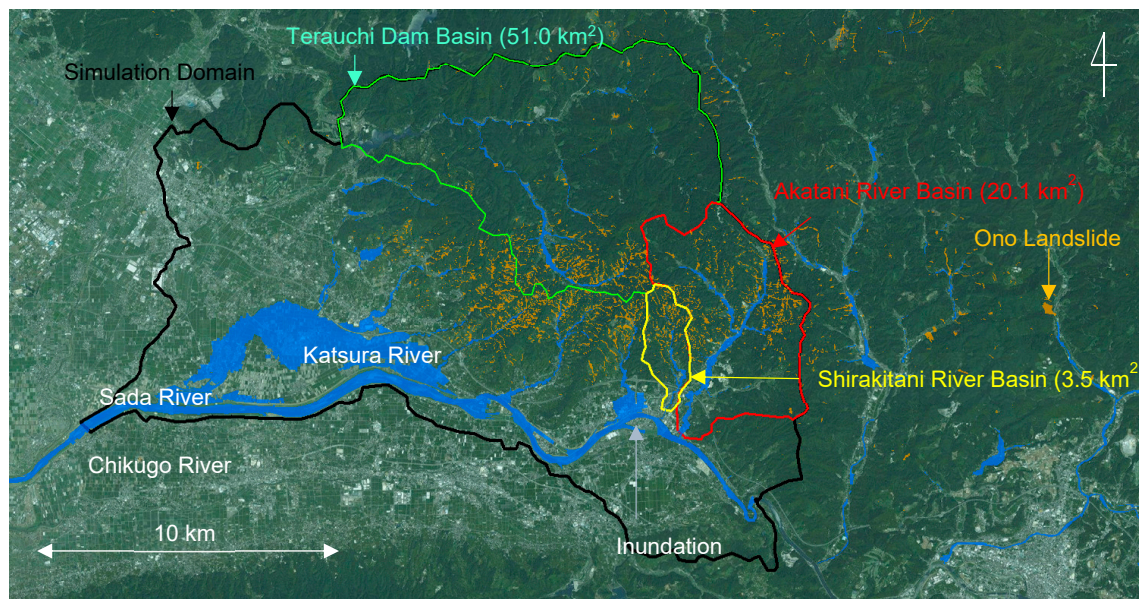 Terauchi Dam Basin (51.0 km²)
Simulation Domain
Akatani River Basin (20.1 km²)
Ono Landslide
Katsura River
Shirakitani River Basin (3.5 km²
Sada River
Chikugo River
10 km
Inundation